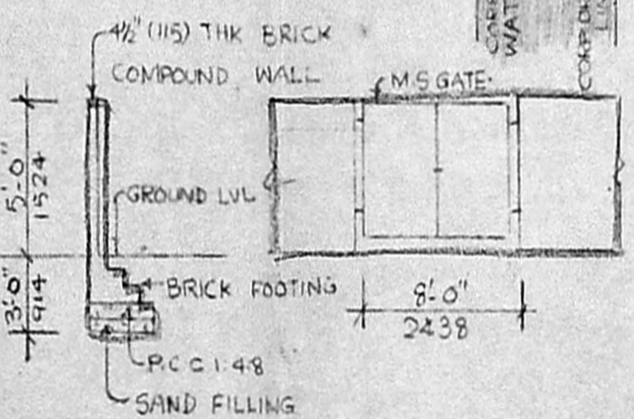 4½" (115) THK BRICK
COMPOUND WALL
M.S GATE.
5'-0"
1524
GROUND LVL
3'-0"
914
BRICK FOOTING
8'-0"
2438
P.C.C 1:4:8
SAND FILLING